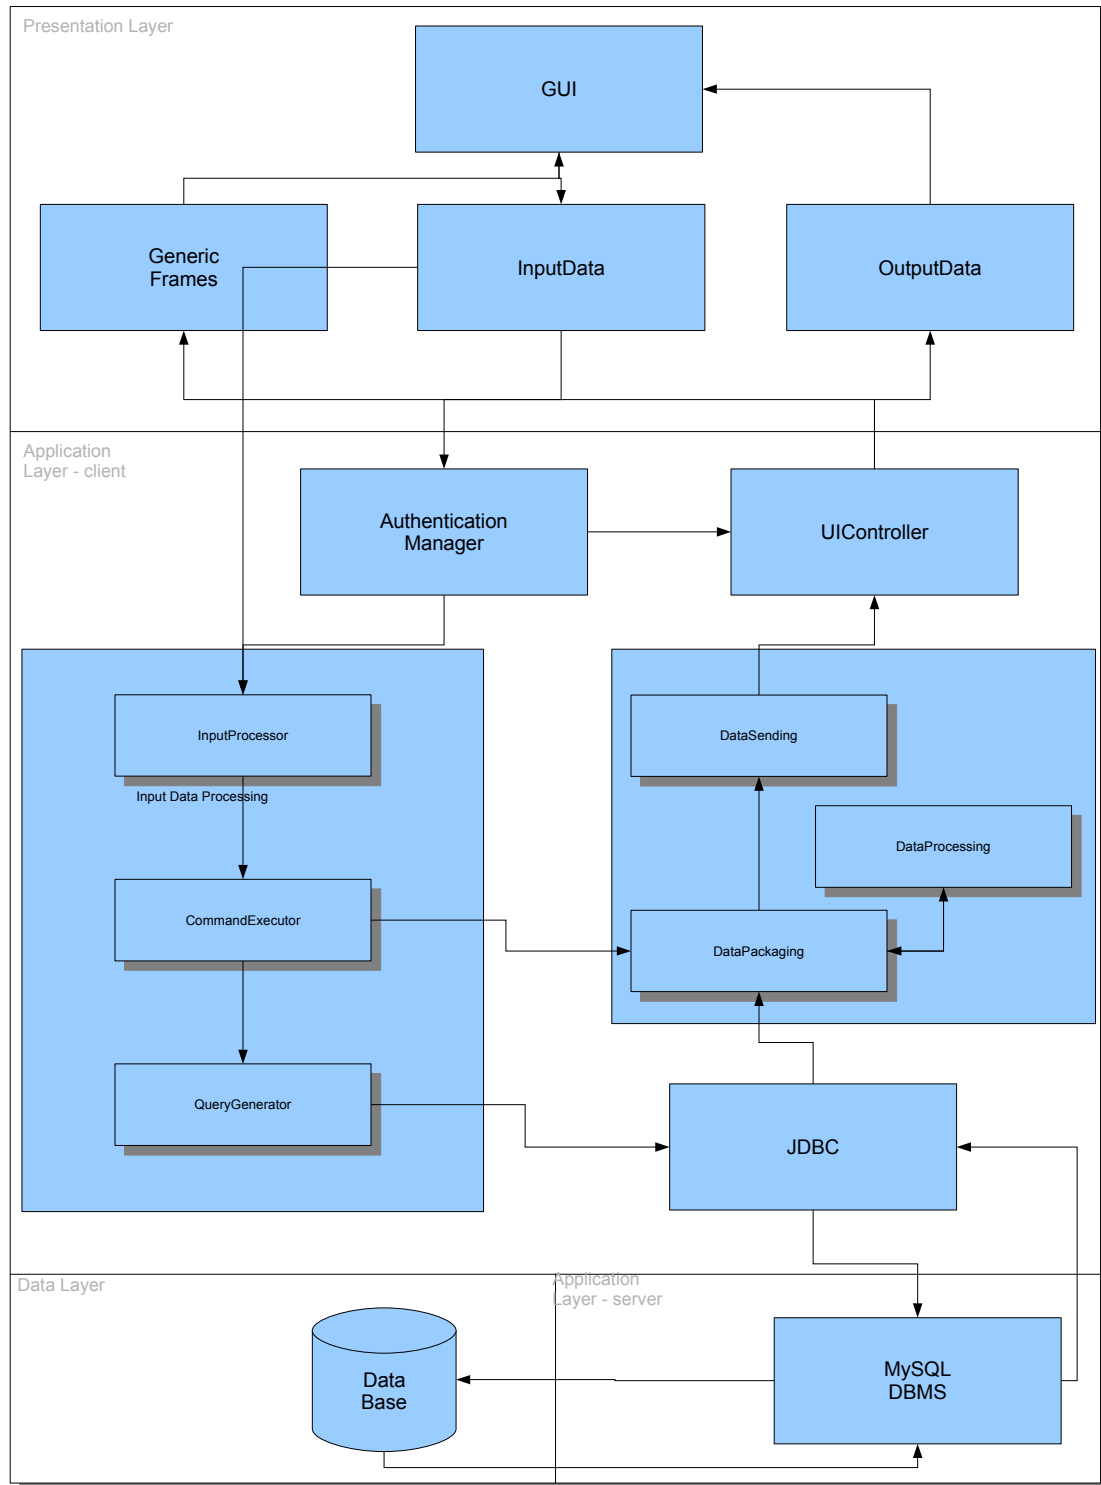 Presentation Layer
GUI
Generic
Frames
InputData
OutputData
Application
Layer - client
Authentication
Manager
UIController
InputProcessor
DataSending
Input Data Processing
DataProcessing
CommandExecutor
DataPackaging
QueryGenerator
JDBC
Data Layer
Application
Layer - server
Data
Base
MySQL
DBMS